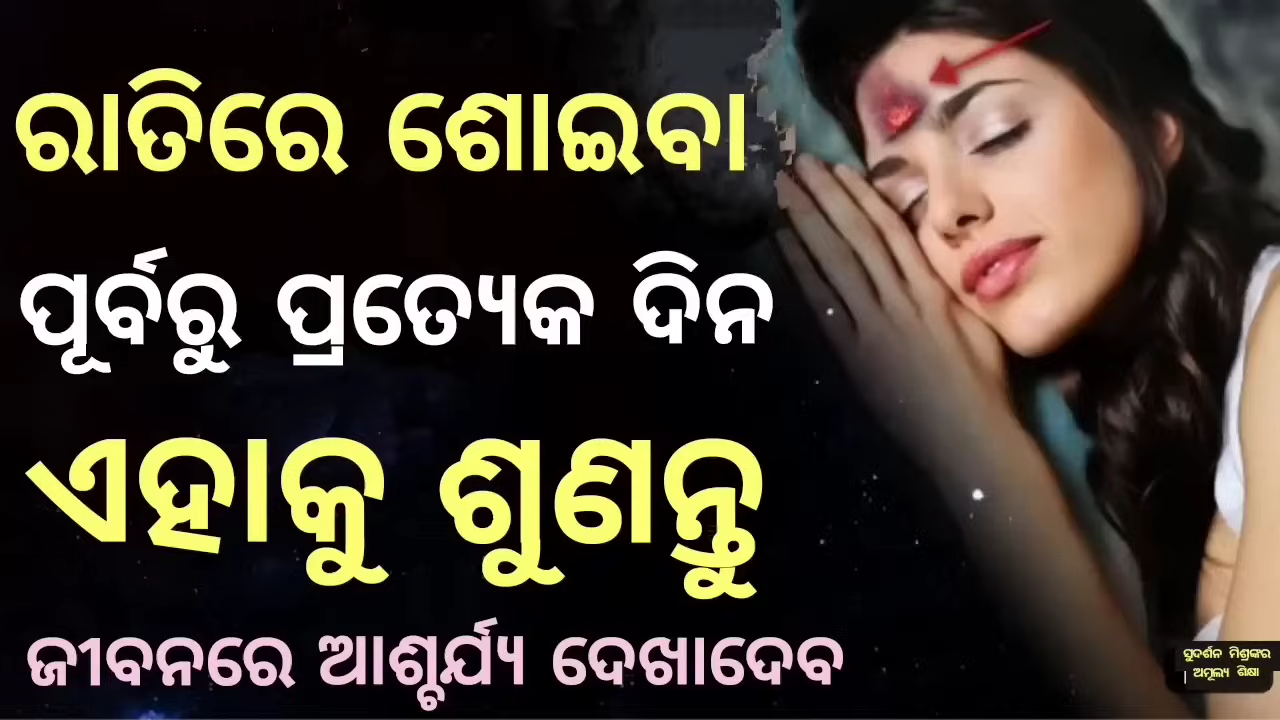 ରାତିରେ ଶୋଇବା
ପୂର୍ବରୁ ପ୍ରତ୍ୟେକ ଦିନ
ଏହାକୁ ଶୁଣନ୍ତୁ
ଜୀବନରେ ଆଶ୍ଚର୍ଯ୍ୟ ଦେଖାଦେବ
ସୁଦର୍ଶନ ମିଶ୍ରଙ୍କର
| ଅମୂଲ୍ୟ ଶିକ୍ଷା